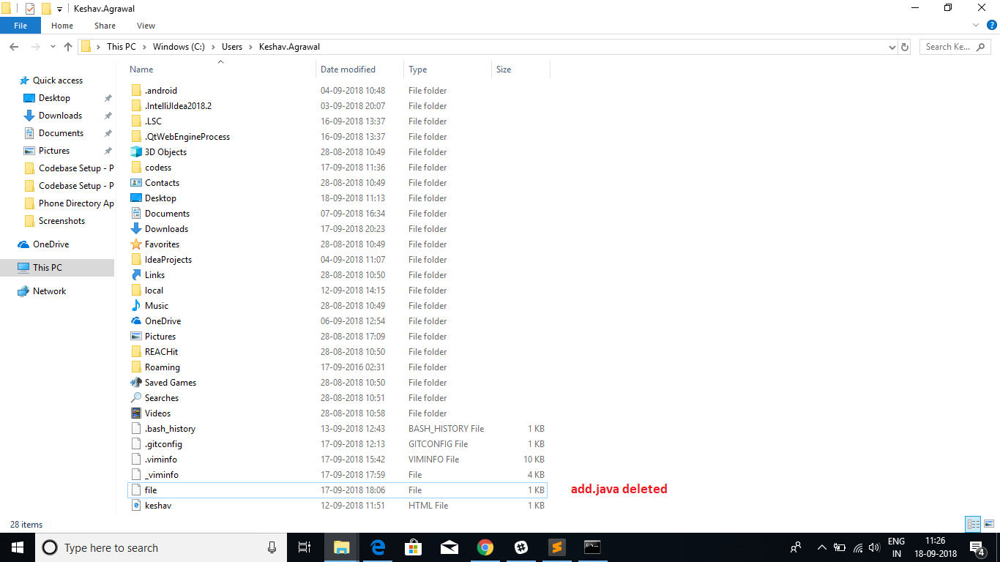 Keshav.Agrawal
File Home Share View
This PC Windows (C:) Users Keshav.Agrawal Search Ke...
Name Date modified Type Size
Quick access
Desktop
Downloads
Documents
Pictures
Codebase Setup - P
Codebase Setup - P
Phone Directory Ap
Screenshots
OneDrive
This PC
Network
.android 04-09-2018 10:48 File folder
.IntelliJIdea2018.2 03-09-2018 20:07 File folder
.LSC 16-09-2018 13:37 File folder
.QtWebEngineProcess 16-09-2018 13:37 File folder
3D Objects 28-08-2018 10:49 File folder
codess 17-09-2018 11:36 File folder
Contacts 28-08-2018 10:49 File folder
Desktop 18-09-2018 11:13 File folder
Documents 07-09-2018 16:34 File folder
Downloads 17-09-2018 20:23 File folder
Favorites 28-08-2018 10:49 File folder
IdeaProjects 04-09-2018 11:07 File folder
Links 28-08-2018 10:50 File folder
local 12-09-2018 14:15 File folder
Music 28-08-2018 10:49 File folder
OneDrive 06-09-2018 12:54 File folder
Pictures 28-08-2018 17:09 File folder
REACHit 28-08-2018 10:50 File folder
Roaming 17-09-2016 02:31 File folder
Saved Games 28-08-2018 10:50 File folder
Searches 28-08-2018 10:51 File folder
Videos 28-08-2018 10:58 File folder
.bash_history 13-09-2018 12:43 BASH_HISTORY File 1 KB
.gitconfig 17-09-2018 12:13 GITCONFIG File 1 KB
.viminfo 17-09-2018 15:42 VIMINFO File 10 KB
_viminfo 17-09-2018 17:59 File 4 KB
file 17-09-2018 18:06 File 1 KB add.java deleted
keshav 12-09-2018 11:51 HTML File 1 KB
28 items
Type here to search
ENG 11:26
IN 18-09-2018 4